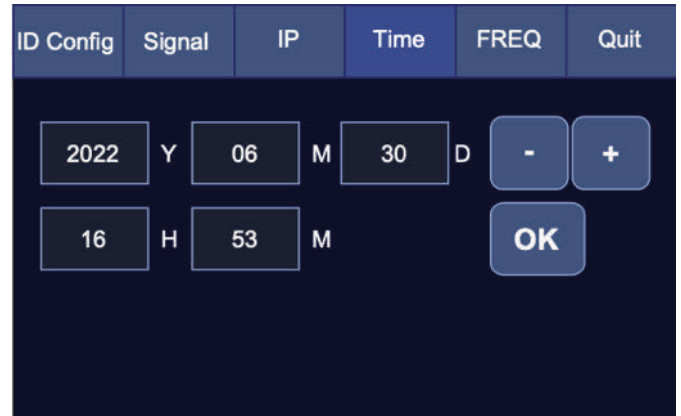 ID Config Signal IP Time FREQ Quit
2022 Y 06 M 30 D - +
16 H 53 M OK